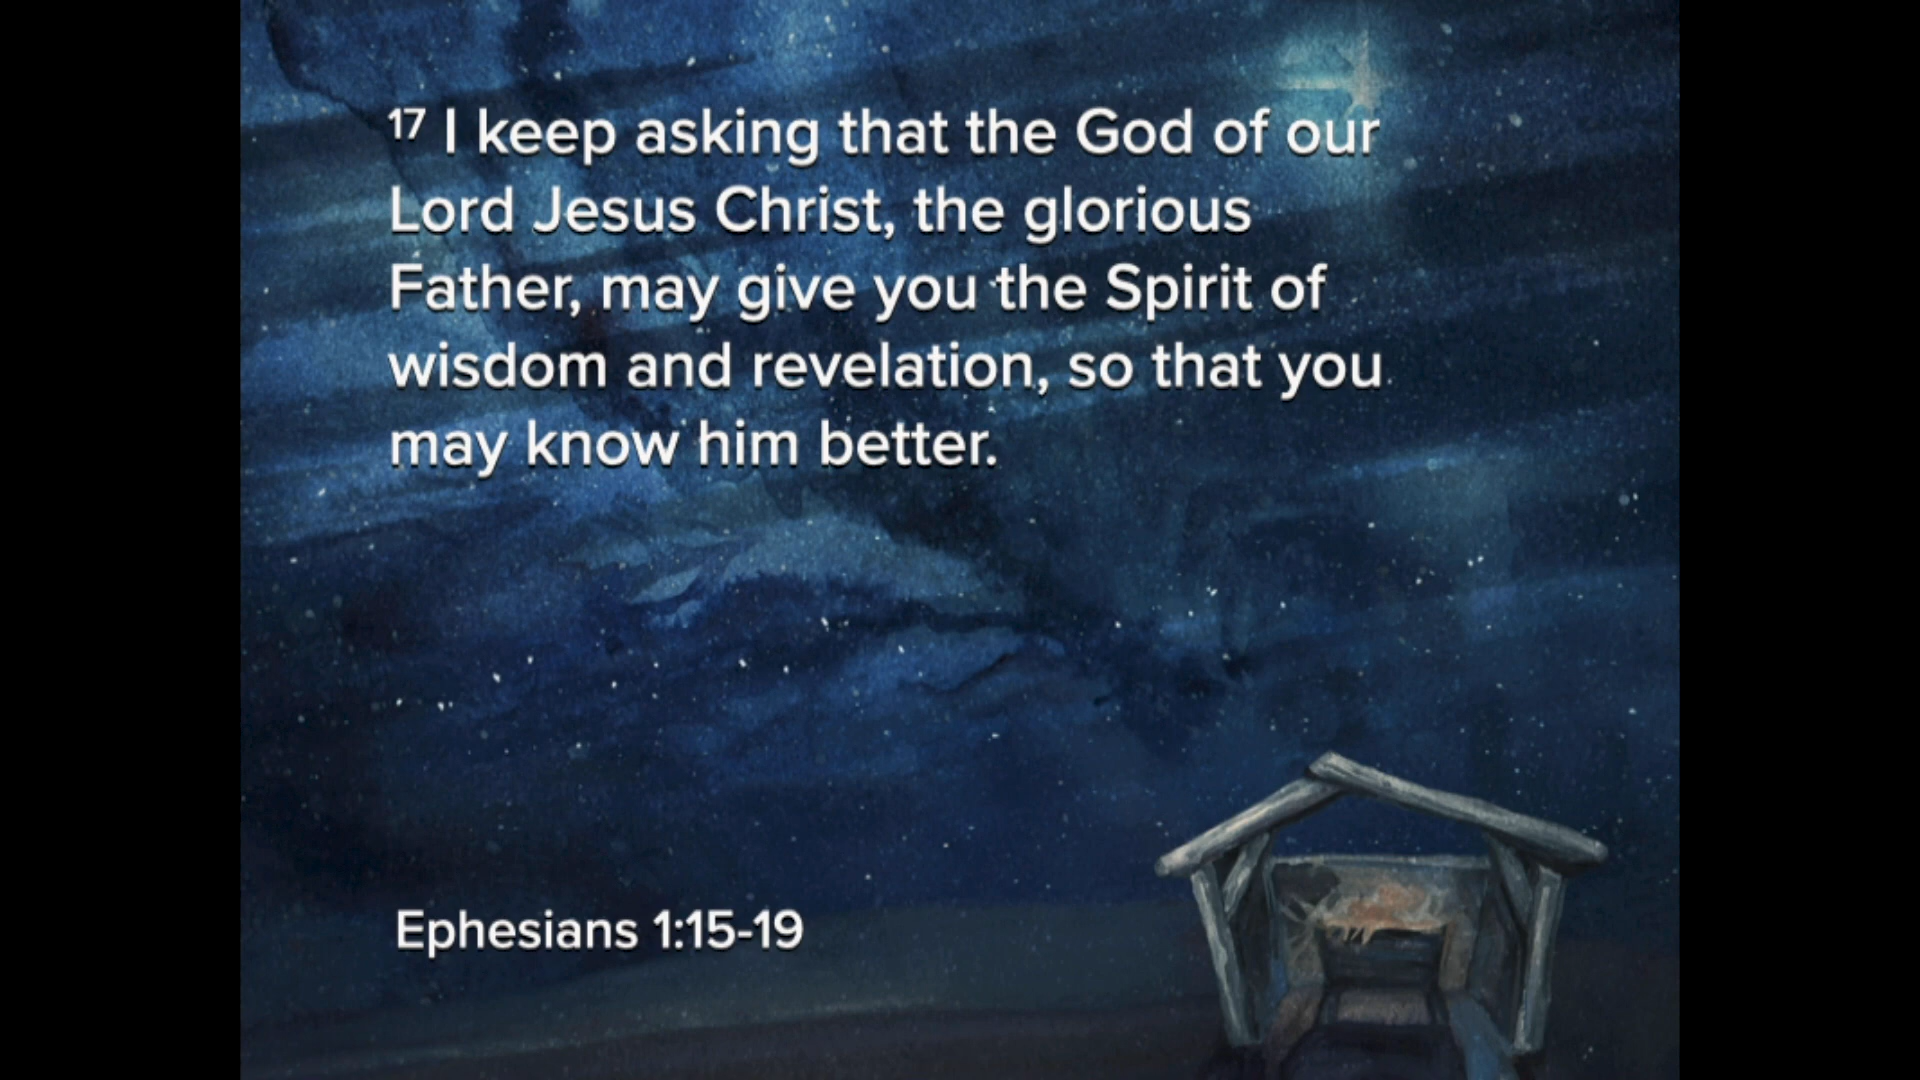 17 I keep asking that the God of our
Lord Jesus Christ, the glorious
Father, may give you the Spirit of
wisdom and revelation, so that you
may know him better.
Ephesians 1:15-19